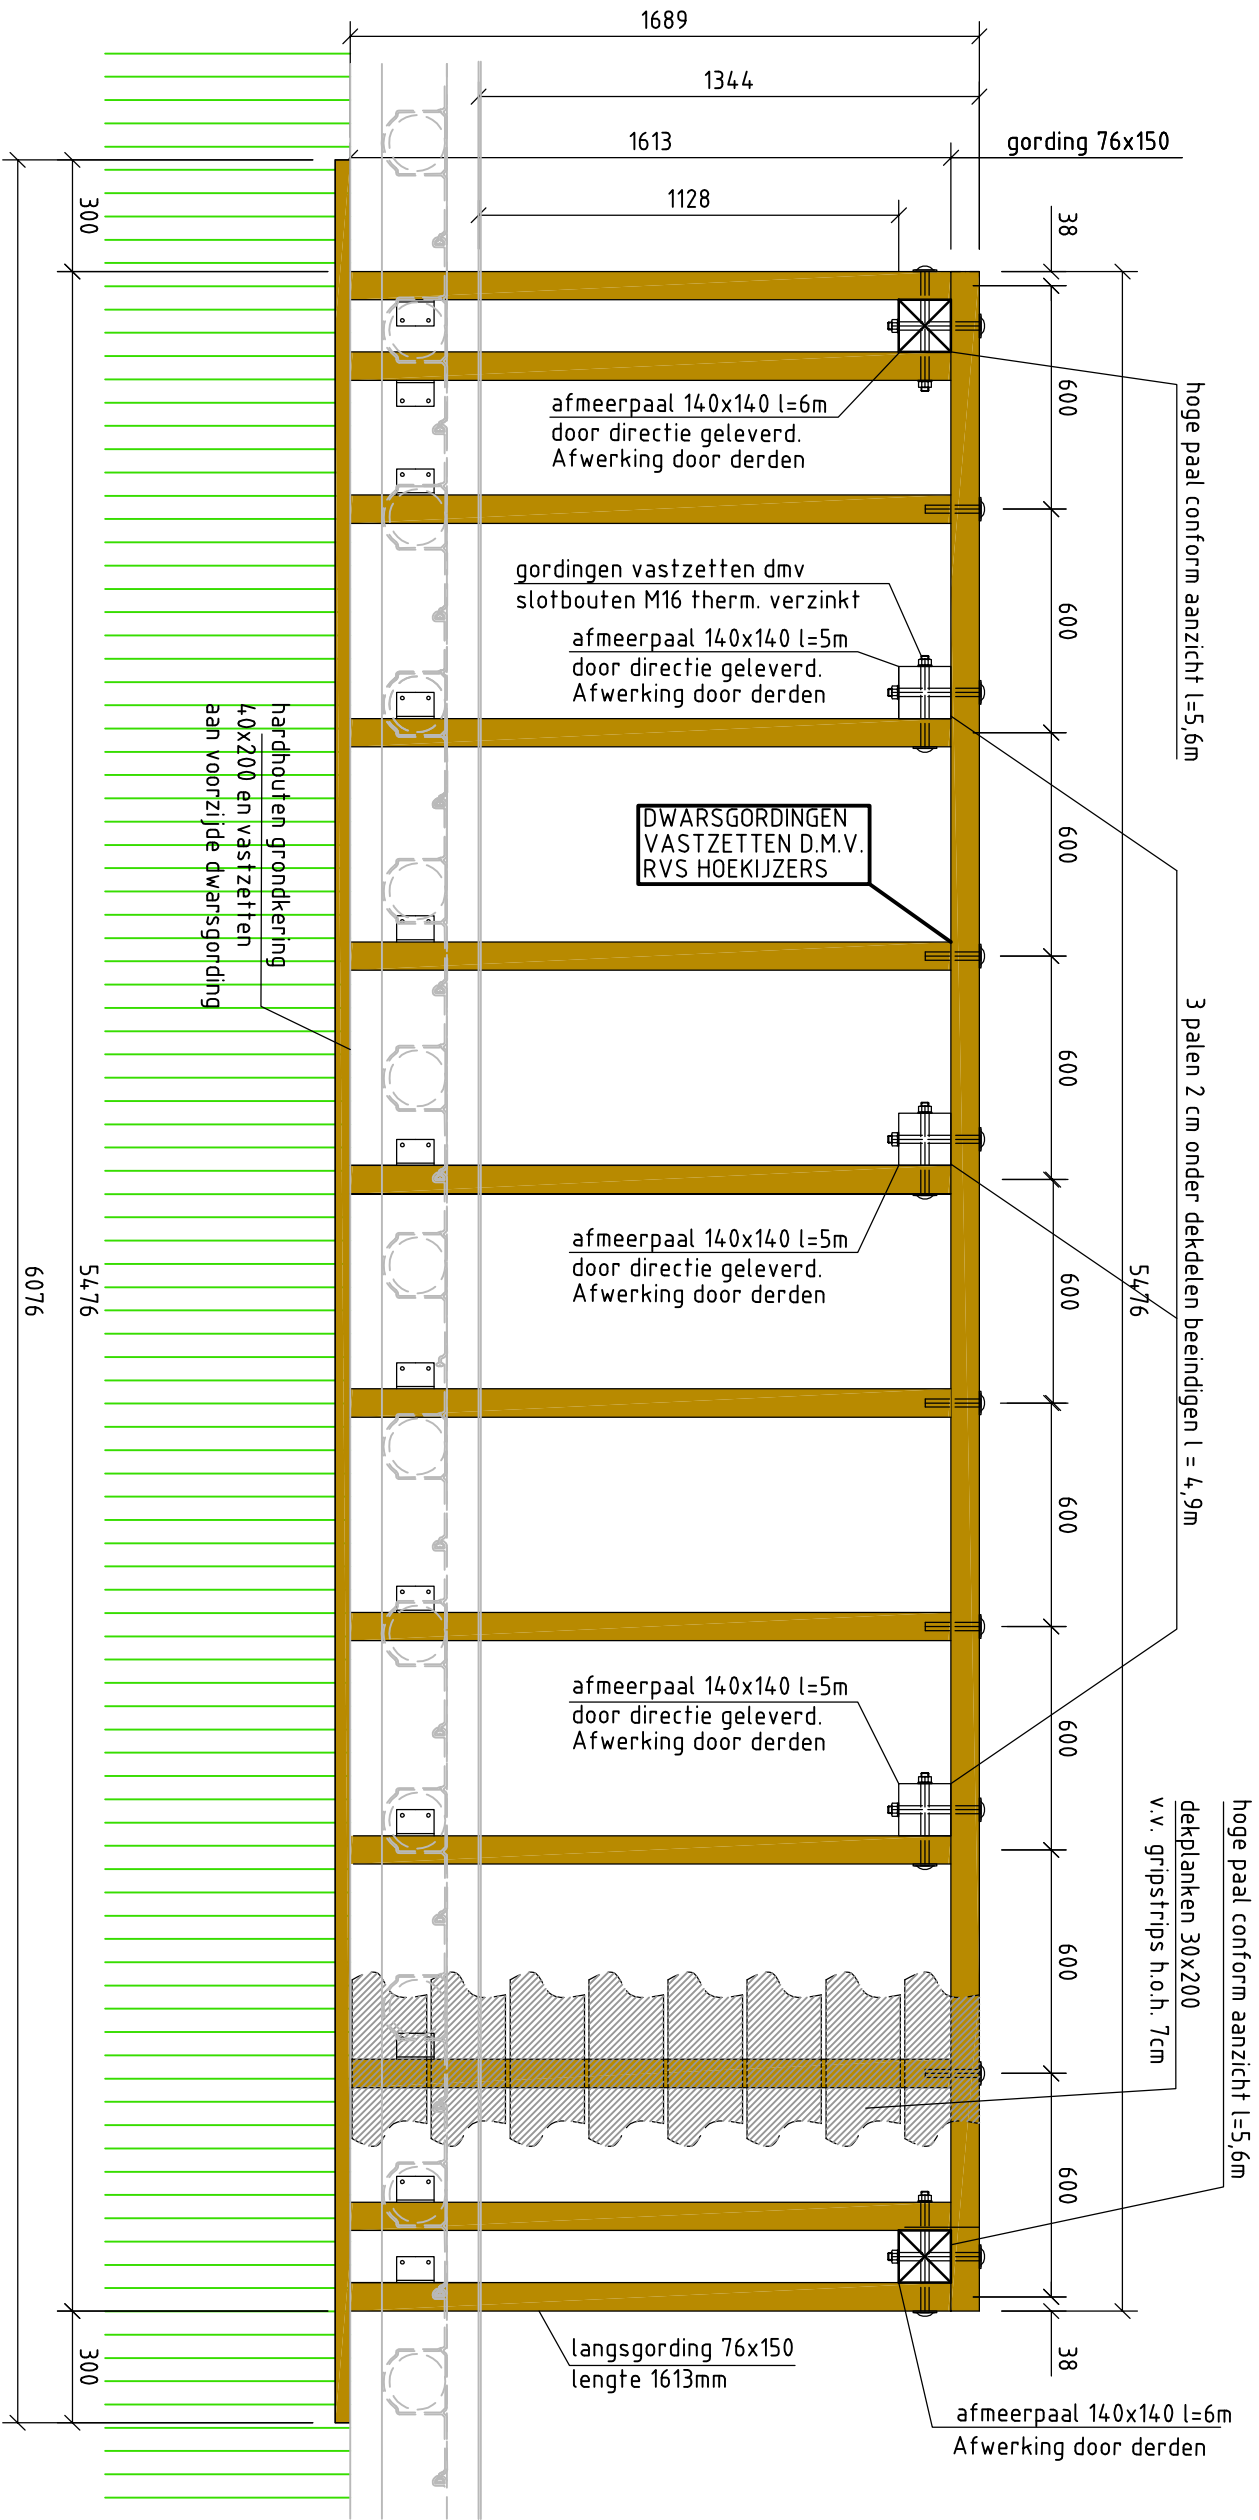 1689
1344
1613
gording 76x150
1128
38
300
600
hoge paal conform aanzicht l=5,6m
afmeerpaal 140x140 l=6m
door directie geleverd.
Afwerking door derden
600
gordingen vastzetten dmv
slotbouten M16 therm. verzinkt
afmeerpaal 140x140 l=5m
door directie geleverd.
Afwerking door derden
hardhouten grondkering
40x200 en vastzetten
aan voorzijde dwarsgording
600
DWARSGORDINGEN
VASTZETTEN D.M.V.
RVS HOEKIJZERS
3 palen 2 cm onder dekdelen beeindigen l = 4,9m
600
afmeerpaal 140x140 l=5m
door directie geleverd.
Afwerking door derden
600
5476
5476
6076
600
afmeerpaal 140x140 l=5m
door directie geleverd.
Afwerking door derden
600
hoge paal conform aanzicht l=5,6m
dekplanken 30x200
v.v. gripstrips h.o.h. 7cm
600
600
langsgording 76x150
lengte 1613mm
38
300
afmeerpaal 140x140 l=6m
Afwerking door derden